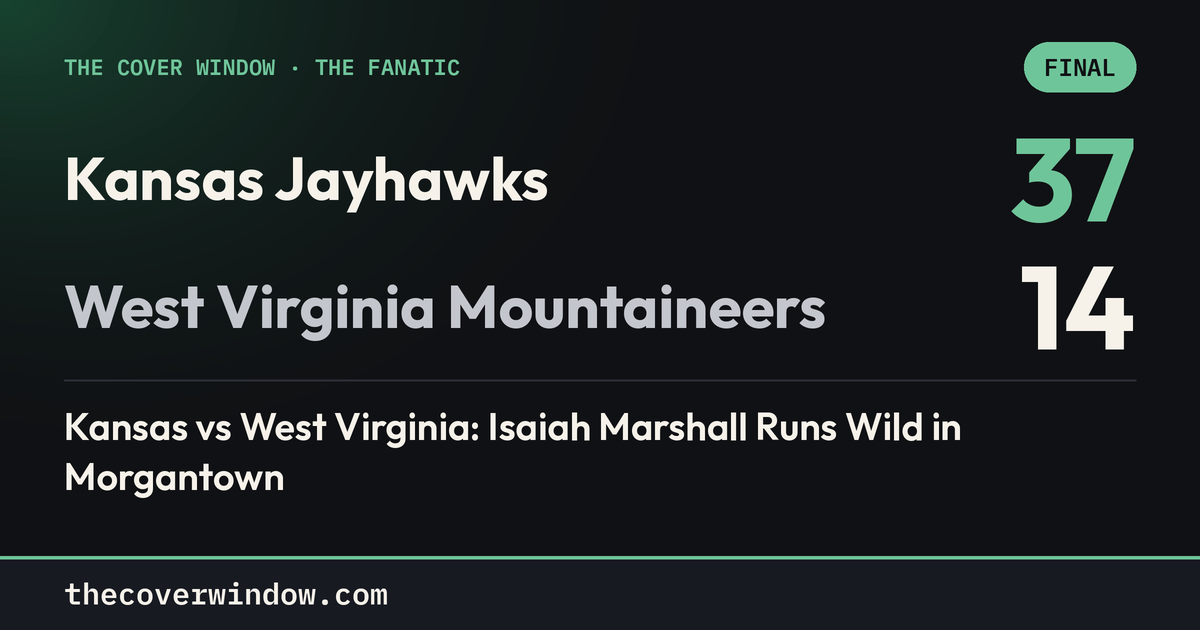 THE COVER WINDOW · THE FANATIC
FINAL
Kansas Jayhawks
37
West Virginia Mountaineers
14
Kansas vs West Virginia: Isaiah Marshall Runs Wild in
Morgantown
thecoverwindow.com